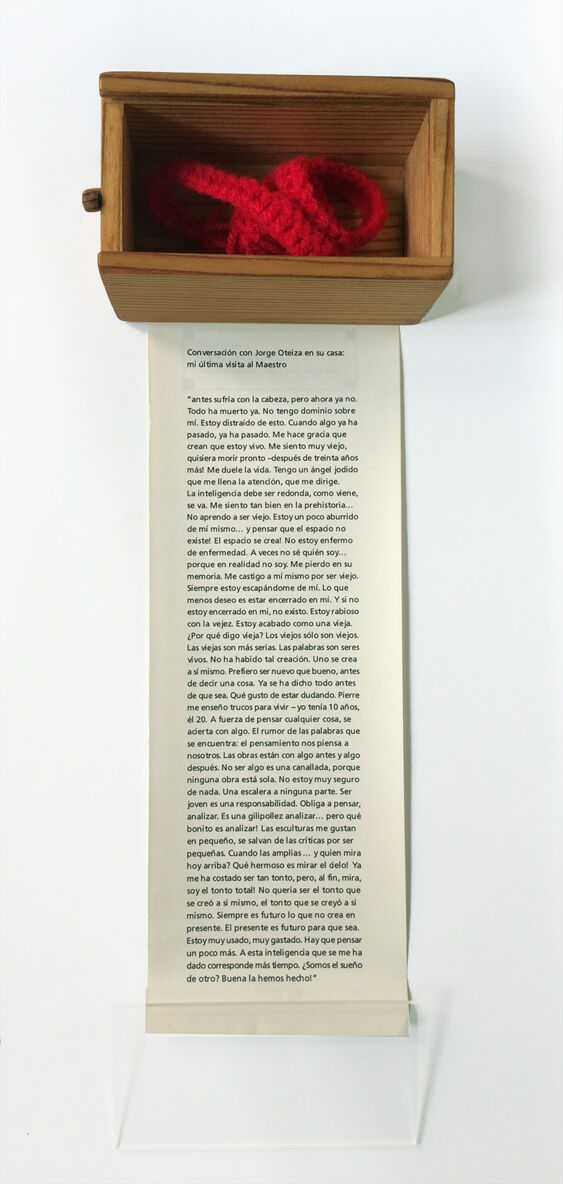 Conversación con Jorge Oteiza en su casa:
mi última visita al Maestro
“antes sufría con la cabeza, pero ahora ya no.
Todo ha muerto ya. No tengo dominio sobre
mí. Estoy distraído de esto. Cuando algo ya ha
pasado, ya ha pasado. Me hace gracia que
crean que estoy vivo. Me siento muy viejo,
quisiera morir pronto –después de treinta años
más! Me duele la vida. Tengo un ángel jodido
que me llena la atención, que me dirige.
La inteligencia debe ser redonda, como viene,
se va. Me siento tan bien en la prehistoria...
No aprendo a ser viejo. Estoy un poco aburrido
de mí mismo... y pensar que el espacio no
existe! El espacio se crea! No estoy enfermo
de enfermedad. A veces no sé quién soy...
porque en realidad no soy. Me pierdo en su
memoria. Me castigo a mí mismo por ser viejo.
Siempre estoy escapándome de mí. Lo que
menos deseo es estar encerrado en mí. Y si no
estoy encerrado en mi, no existo. Estoy rabioso
con la vejez. Estoy acabado como una vieja.
¿Por qué digo vieja? Los viejos sólo son viejos.
Las viejas son más serias. Las palabras son seres
vivos. No ha habido tal creación. Uno se crea
a sí mismo. Prefiero ser nuevo que bueno, antes
de decir una cosa. Ya se ha dicho todo antes
de que sea. Qué gusto de estar dudando. Pierre
me enseño trucos para vivir – yo tenía 10 años,
él 20. A fuerza de pensar cualquier cosa, se
acierta con algo. El rumor de las palabras que
se encuentra: el pensamiento nos piensa a
nosotros. Las obras están con algo antes y algo
después. No ser algo es una canallada, porque
ninguna obra está sola. No estoy muy seguro
de nada. Una escalera a ninguna parte. Ser
joven es una responsabilidad. Obliga a pensar,
analizar. Es una gilipollez analizar... pero qué
bonito es analizar! Las esculturas me gustan
en pequeño, se salvan de las críticas por ser
pequeñas. Cuando las amplias ... y quien mira
hoy arriba? Qué hermoso es mirar el delo! Ya
me ha costado ser tan tonto, pero, al fin, mira,
soy el tonto total! No quería ser el tonto que
se creó a si mismo, el tonto que se creyó a si
mismo. Siempre es futuro lo que no crea en
presente. El presente es futuro para que sea.
Estoy muy usado, muy gastado. Hay que pensar
un poco más. A esta inteligencia que se me ha
dado corresponde más tiempo. ¿Somos el sueño
de otro? Buena la hemos hecho!”